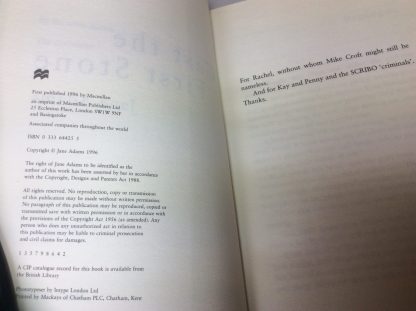 First published 1996 by Macmillan
an imprint of Macmillan Publishers Ltd
25 Eccleston Place, London SW1W 9NF
and Basingstoke
Associated companies throughout the world
ISBN 0 333 64425 5
Copyright © Jane Adams 1996
The right of Jane Adams to be identified as the
author of this work has been asserted by her in accordance
with the Copyright, Designs and Patents Act 1988.
All rights reserved. No reproduction, copy or transmission
of this publication may be made without written permission.
No paragraph of this publication may be reproduced, copied or
transmitted save with written permission or in accordance with
the provisions of the Copyright Act 1956 (as amended). Any
person who does any unauthorized act in relation to
this publication may be liable to criminal prosecution
and civil claims for damages.
1 3 5 7 9 8 6 4 2
A CIP catalogue record for this book is available from
the British Library
Phototypeset by Intype London Ltd
Printed by Mackays of Chatham PLC, Chatham, Kent
For Rachel, without whom Mike Croft might still be
nameless.
And for Kay and Penny and the SCRIBO 'criminals'.
Thanks.